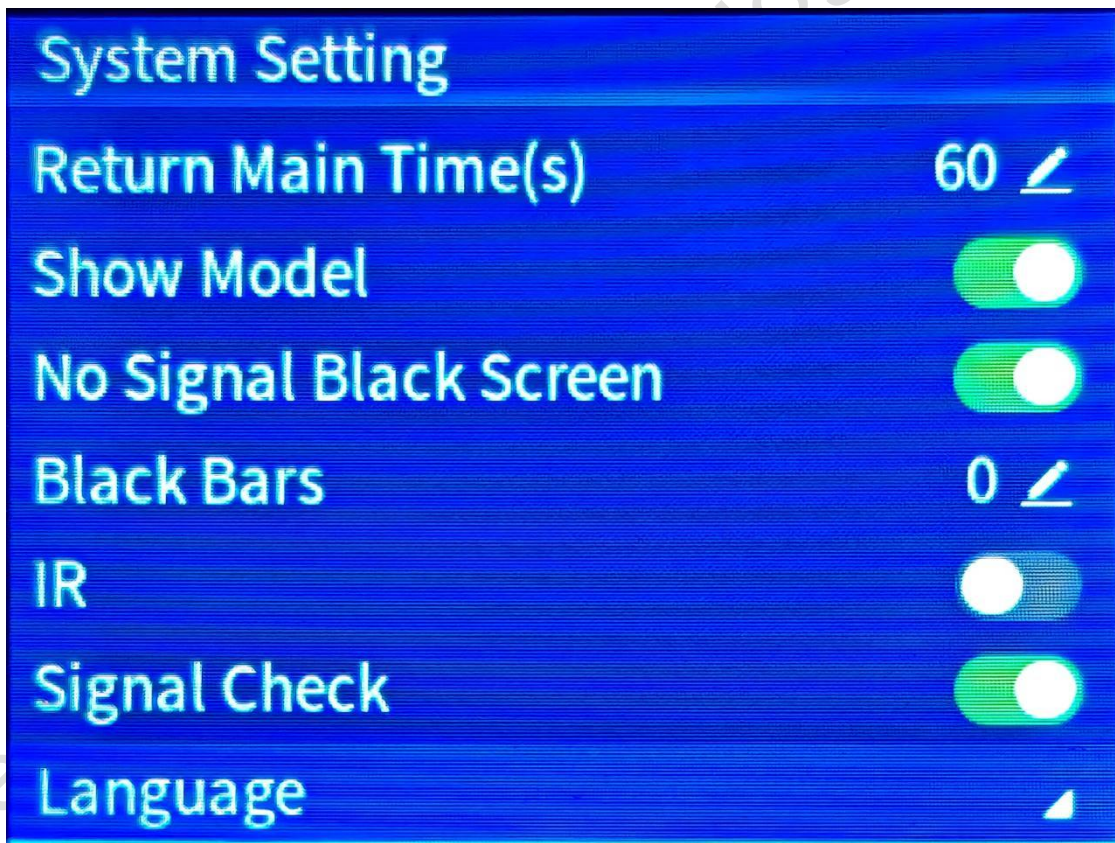 System Setting
Return Main Time(s) 60
Show Model
No Signal Black Screen
Black Bars 0
IR
Signal Check
Language